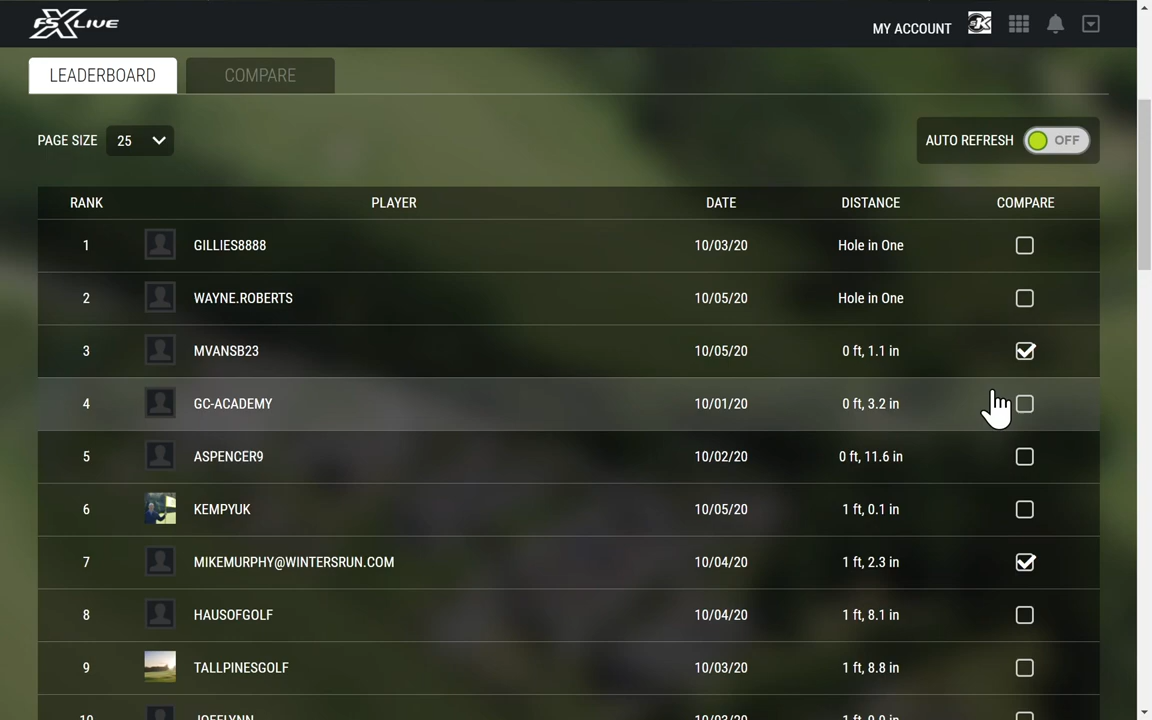 FSX LIVE
MY ACCOUNT
LEADERBOARD COMPARE
PAGE SIZE 25 AUTO REFRESH OFF
RANK PLAYER DATE DISTANCE COMPARE
1 GILLIES8888 10/03/20 Hole in One
2 WAYNE.ROBERTS 10/05/20 Hole in One
3 MVANSB23 10/05/20 0 ft, 1.1 in
4 GC-ACADEMY 10/01/20 0 ft, 3.2 in
5 ASPENCER9 10/02/20 0 ft, 11.6 in
6 KEMPYUK 10/05/20 1 ft, 0.1 in
7 MIKEMURPHY@WINTERSRUN.COM 10/04/20 1 ft, 2.3 in
8 HAUSOFGOLF 10/04/20 1 ft, 8.1 in
9 TALLPINESGOLF 10/03/20 1 ft, 8.8 in